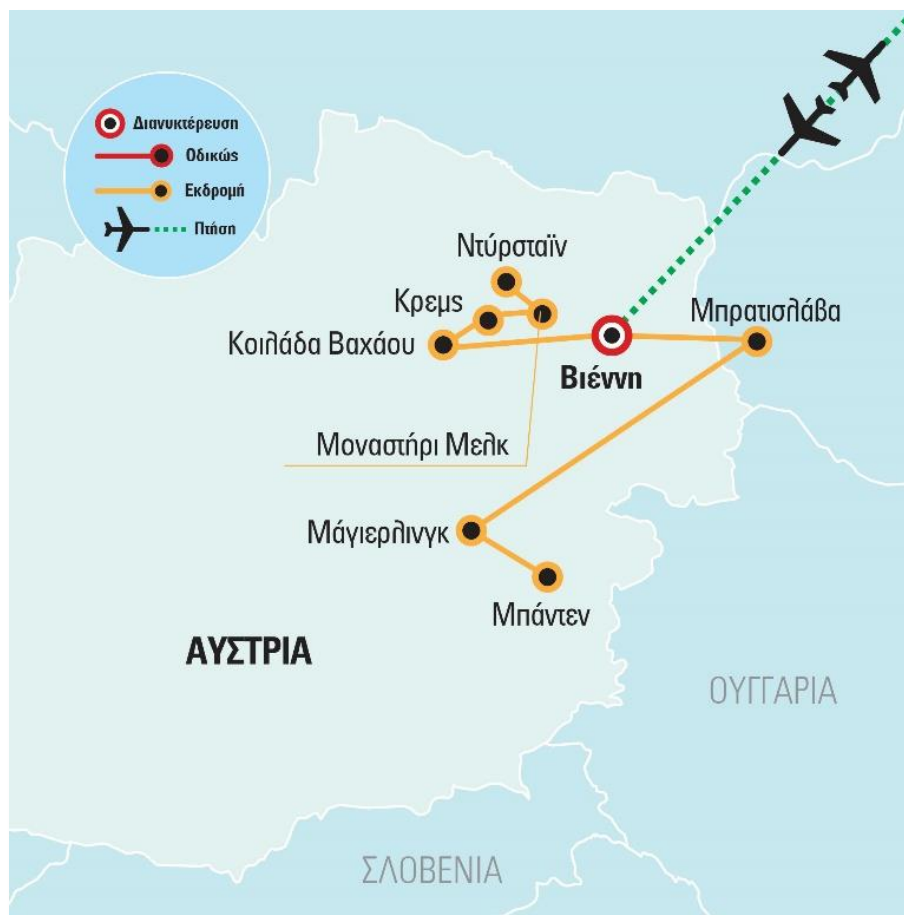 Διανυκτέρευση
Οδικώς
Εκδρομή
Πτήση
Ντύρσταϊν
Κρεμς
Μπρατισλάβα
Κοιλάδα Βαχάου
Βιέννη
Μοναστήρι Μελκ
Μάγιερλινγκ
Μπάντεν
ΑΥΣΤΡΙΑ
ΟΥΓΓΑΡΙΑ
ΣΛΟΒΕΝΙΑ